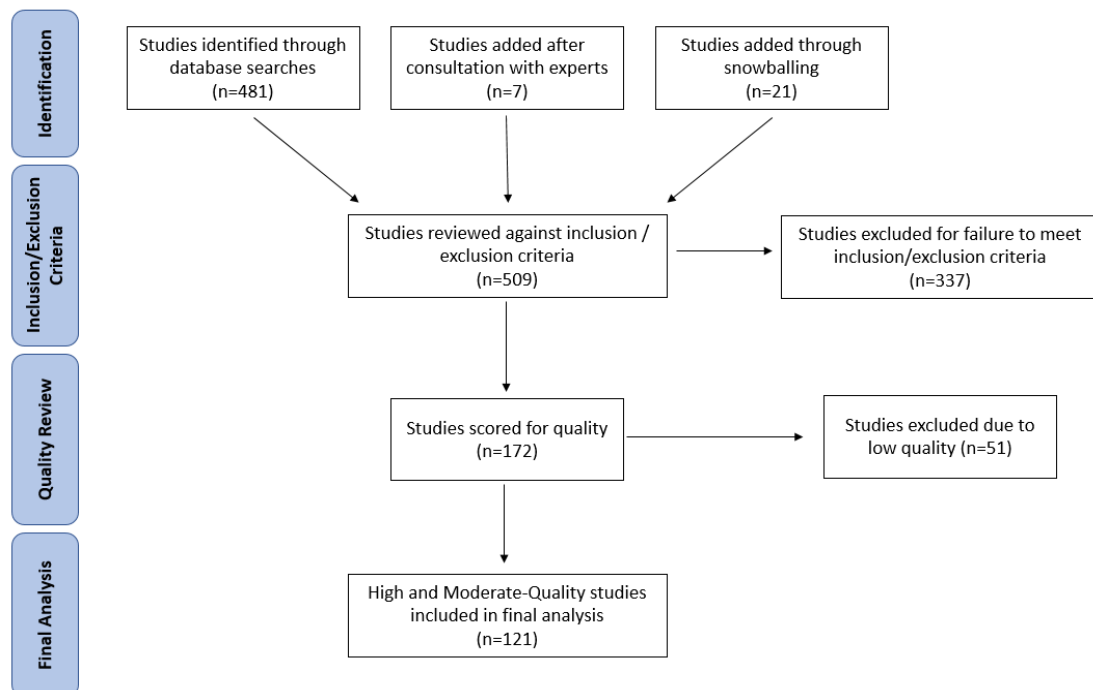 Identification
Studies identified through
database searches
(n=481)
Studies added after
consultation with experts
(n=7)
Studies added through
snowballing
(n=21)
Inclusion/Exclusion
Criteria
Studies reviewed against inclusion /
exclusion criteria
(n=509)
Studies excluded for failure to meet
inclusion/exclusion criteria
(n=337)
Quality Review
Studies scored for quality
(n=172)
Studies excluded due to
low quality (n=51)
Final Analysis
High and Moderate-Quality studies
included in final analysis
(n=121)